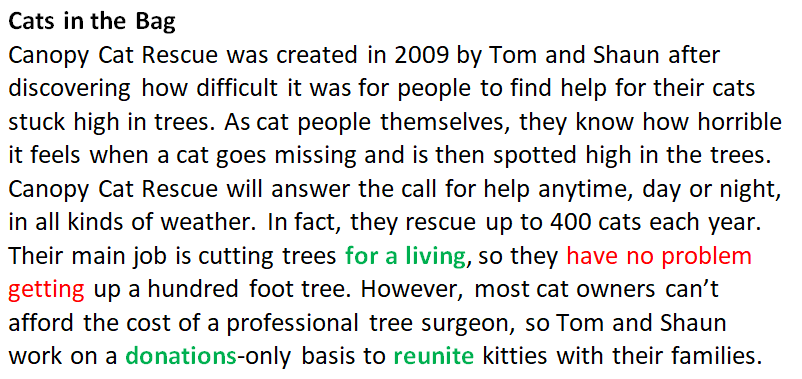 Cats in the Bag
Canopy Cat Rescue was created in 2009 by Tom and Shaun after
discovering how difficult it was for people to find help for their cats
stuck high in trees. As cat people themselves, they know how horrible
it feels when a cat goes missing and is then spotted high in the trees.
Canopy Cat Rescue will answer the call for help anytime, day or night,
in all kinds of weather. In fact, they rescue up to 400 cats each year.
Their main job is cutting trees for a living, so they have no problem
getting up a hundred foot tree. However, most cat owners can’t
afford the cost of a professional tree surgeon, so Tom and Shaun
work on a donations-only basis to reunite kitties with their families.